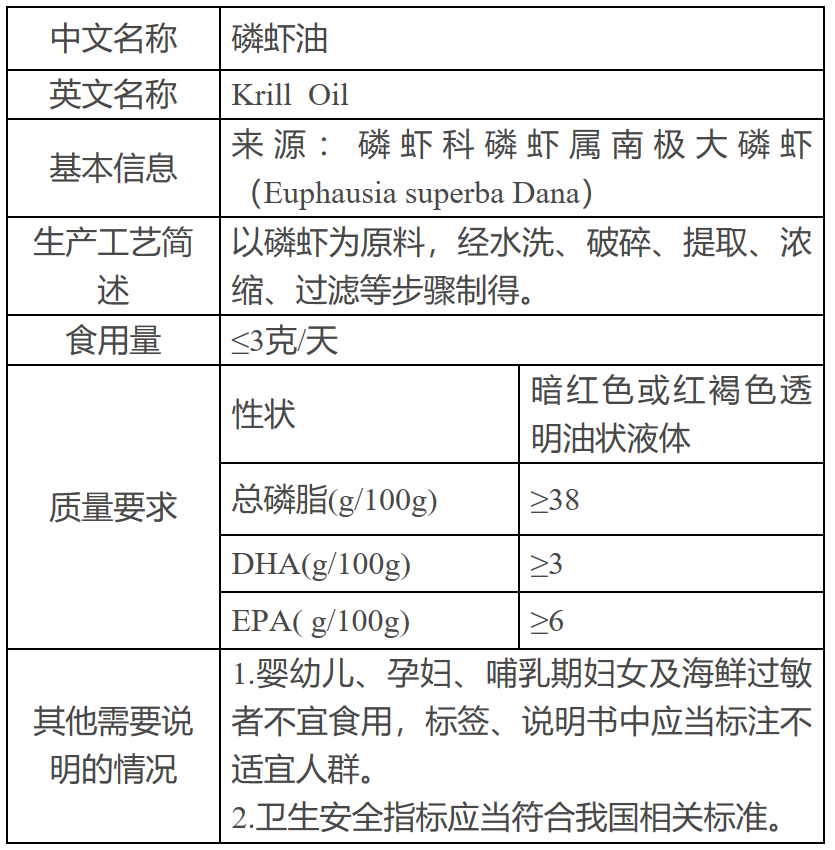 中文名称
磷虾油
英文名称
Krill  Oil
基本信息
来源：磷虾科磷虾属南极大磷虾
（Euphausia superba Dana）
生产工艺简
述
以磷虾为原料，经水洗、破碎、提取、浓
缩、过滤等步骤制得。
食用量
≤3克/天
质量要求
性状
暗红色或红褐色透
明油状液体
总磷脂(g/100g)
≥38
DHA(g/100g)
≥3
EPA( g/100g)
≥6
其他需要说
明的情况
1.婴幼儿、孕妇、哺乳期妇女及海鲜过敏
者不宜食用，标签、说明书中应当标注不
适宜人群。
2.卫生安全指标应当符合我国相关标准。